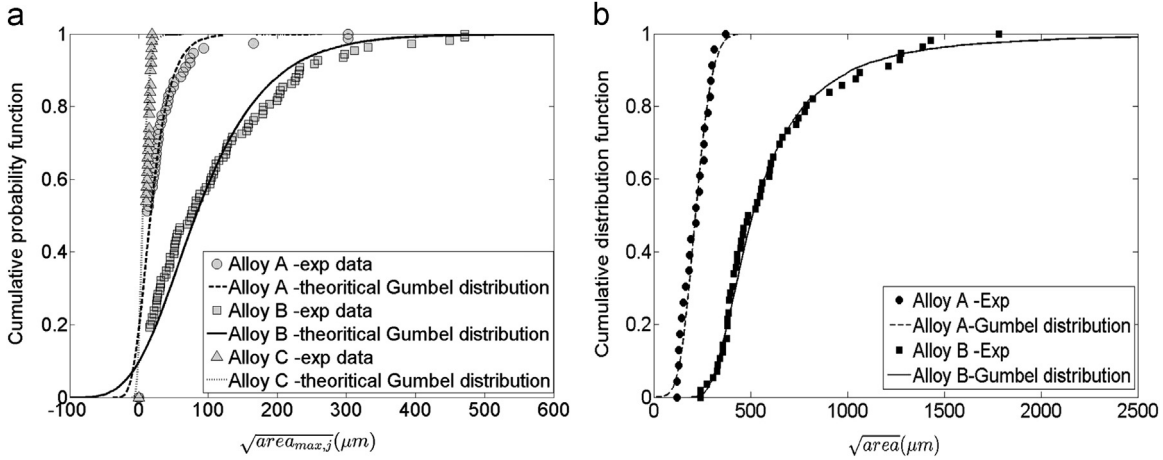 a
Cumulative probability function
1
0.8
0.6
0.4
0.2
0
-100
0
100
200
300
400
500
600
Alloy A -exp data
Alloy A -theoritical Gumbel distribution
Alloy B -exp data
Alloy B -theoritical Gumbel distribution
Alloy C -exp data
Alloy C -theoritical Gumbel distribution
√area_max,j(μm)
b
Cumulative distribution function
1
0.8
0.6
0.4
0.2
0
0
500
1000
1500
2000
2500
Alloy A -Exp
Alloy A-Gumbel distribution
Alloy B -Exp
Alloy B-Gumbel distribution
√area(μm)